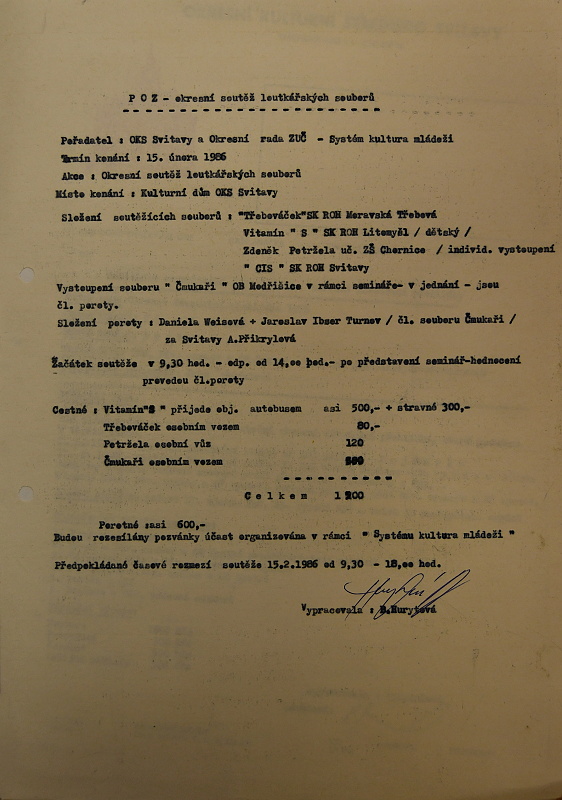 P O Z - okresní soutěž loutkářských souborů
Pořadatel : OKS Svitavy a Okresní rada ZUČ - Systém kultura mládeži
Termín konání : 15. února 1986
Akce : Okresní soutěž loutkářských souborů
Místo konání : Kulturní dům OKS Svitavy
Složení soutěžících souborů : "Třebováček"SK ROH Moravská Třebová
Vitamín " S " SK ROH Litomyšl / dětský /
Zdeněk Petržela uč. ZŠ Chornice / individ. vystoupení
" CIS " SK ROH Svitavy
Vystoupení souboru " Čmukaři " OB Modřišice v rámci semináře- v jednání - jsou
čl. poroty.
Složení poroty : Daniela Weisová + Jaroslav Ibser Turnov / čl. souboru Čmukaři /
za Svitavy A.Přikrylová
Začátek soutěže v 9,30 hod. - odp. od 14,oo hod.- po představení seminář-hodnocení
provedou čl.poroty
Cestné : Vitamín"S " přijede obj. autobusem asi 500,- + stravné 300,-
Třebováček osobním vozem 80,-
Petržela osobní vůz 120
Čmukaři osobním vozem
C e l k e m
Porotné :asi 600,-
Budou rozesílány pozvánky účast organizována v rámci " Systému kultura mládeži "
Předpokládané časové rozmezí soutěže 15.2.1986 od 9,30 - 18,oo hod.
Vypracovala :